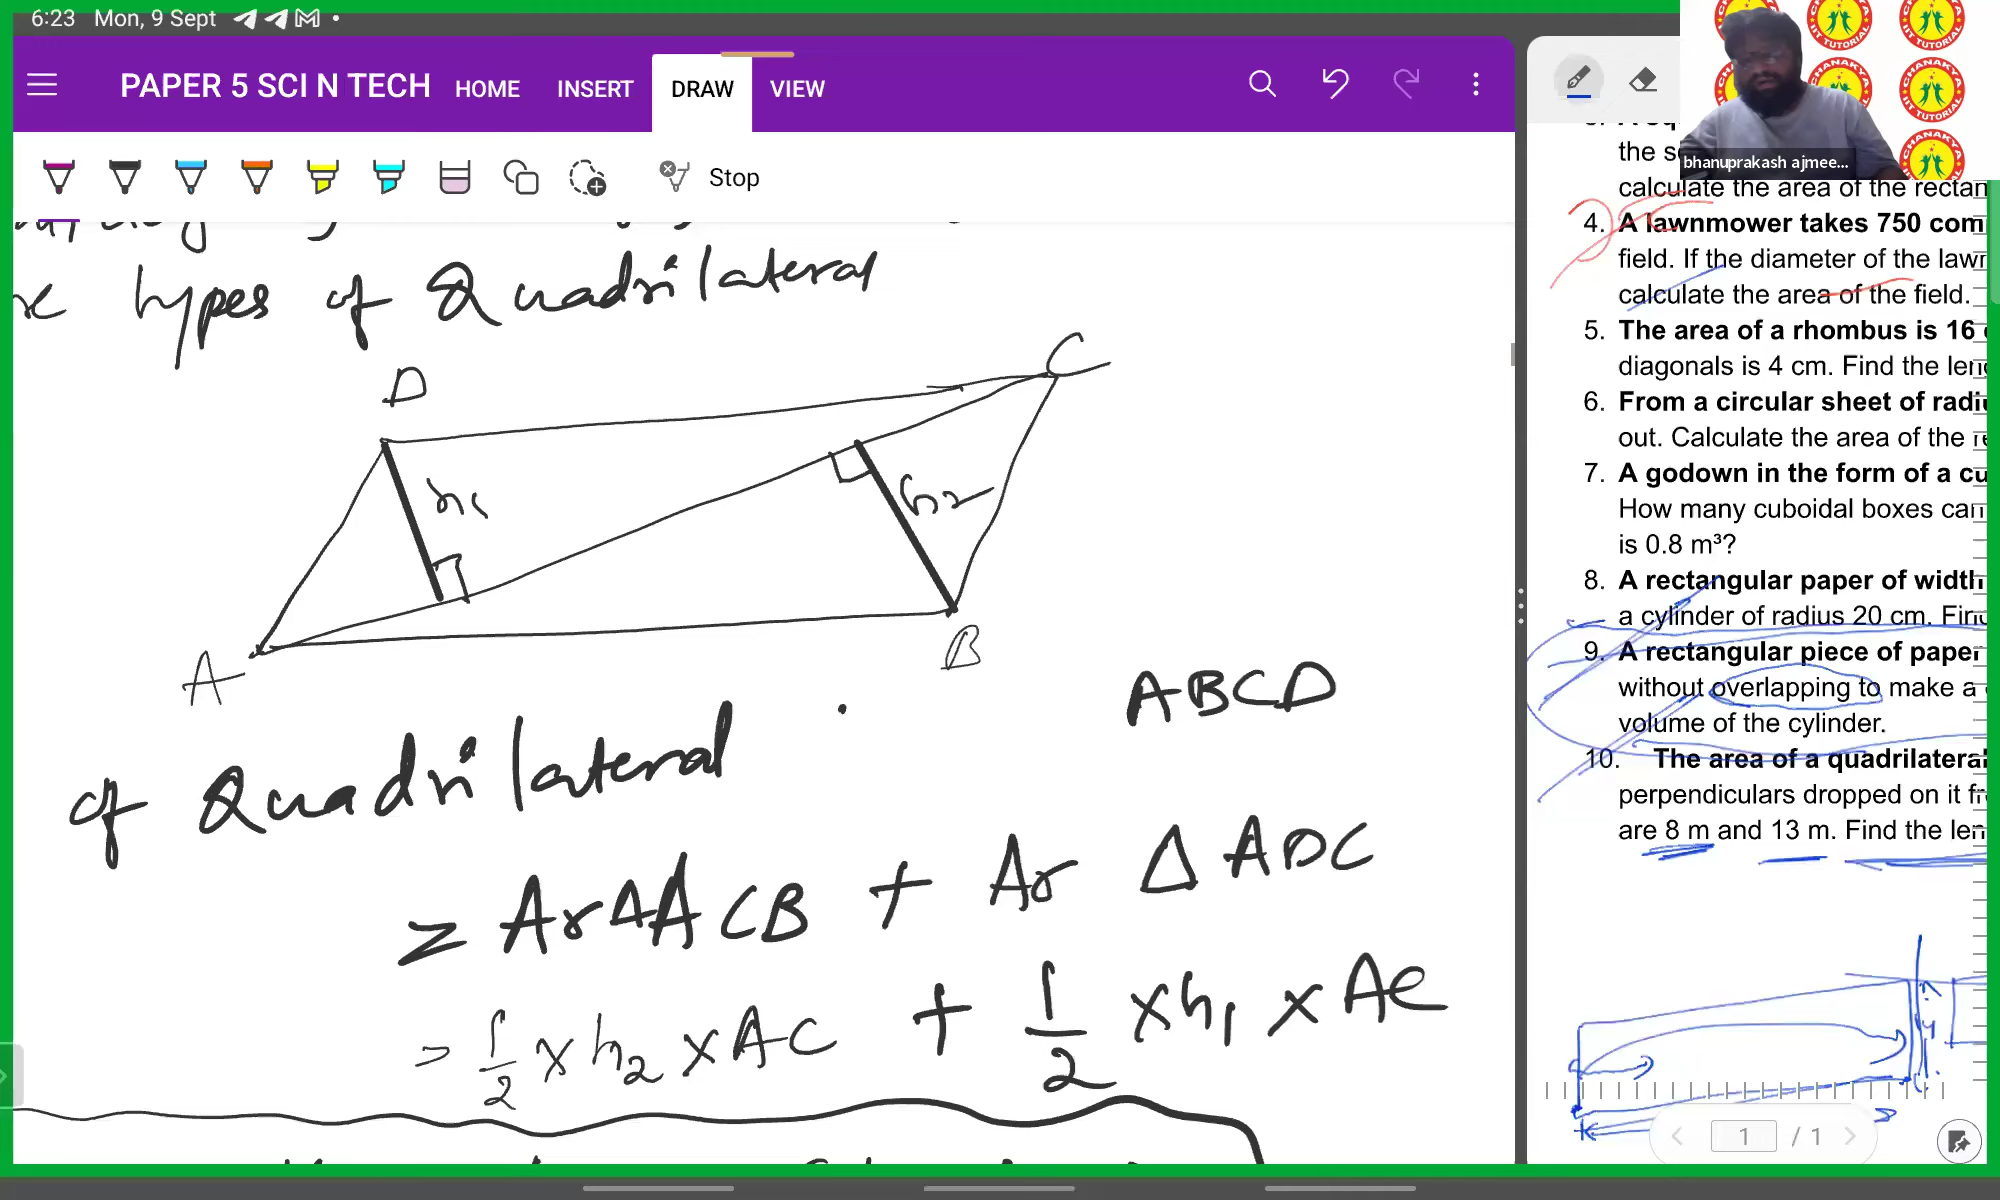 6:23 Mon, 9 Sept
PAPER 5 SCI N TECH HOME INSERT DRAW VIEW
Stop
types of Quadrilateral
D
C
h1
h2
A
B
ABCD
of Quadrilateral
= Ar ΔACB + Ar Δ ADC
= 1/2 × h2 × AC + 1/2 × h1 × AC
CHANAKYA
IIT TUTORIAL
bhanuprakash ajmee...
calculate the area of the rectan
4. A lawnmower takes 750 com
field. If the diameter of the lawn
calculate the area of the field.
5. The area of a rhombus is 16
diagonals is 4 cm. Find the len
6. From a circular sheet of radiu
out. Calculate the area of the re
7. A godown in the form of a cu
How many cuboidal boxes can
is 0.8 m³?
8. A rectangular paper of width
a cylinder of radius 20 cm. Find
9. A rectangular piece of paper
without overlapping to make a
volume of the cylinder.
10. The area of a quadrilateral
perpendiculars dropped on it fr
are 8 m and 13 m. Find the len
1 / 1